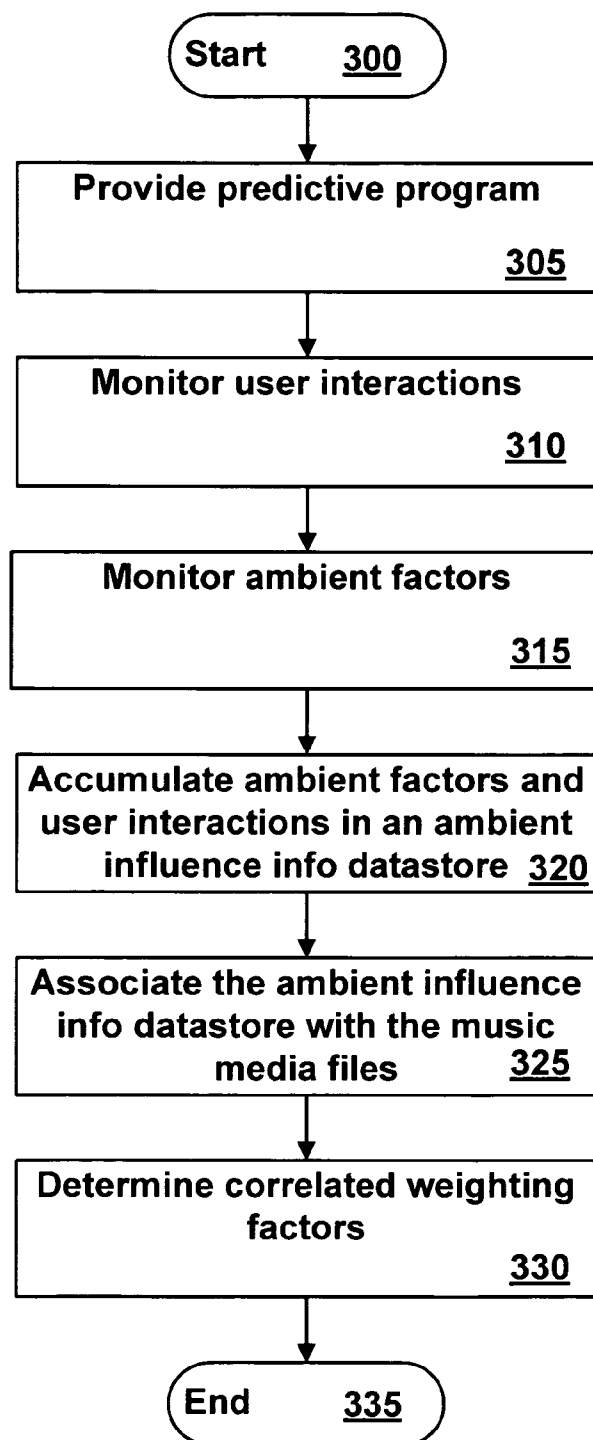 Start 300
Provide predictive program
305
Monitor user interactions
310
Monitor ambient factors
315
Accumulate ambient factors and
user interactions in an ambient
influence info datastore 320
Associate the ambient influence
info datastore with the music
media files 325
Determine correlated weighting
factors
330
End 335